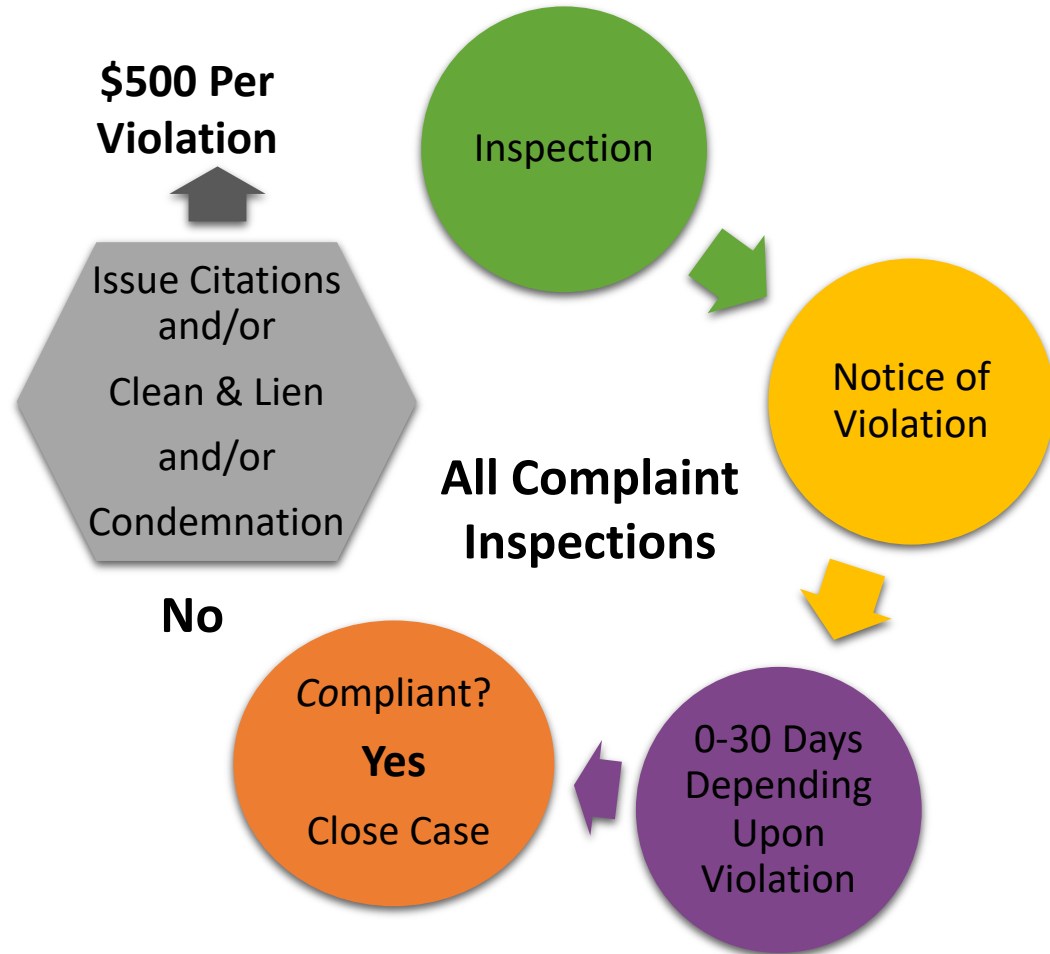 $500 Per
Violation
Inspection
Issue Citations
and/or
Clean & Lien
and/or
Condemnation
Notice of
Violation
All Complaint
Inspections
No
Compliant?
Yes
Close Case
0-30 Days
Depending
Upon
Violation